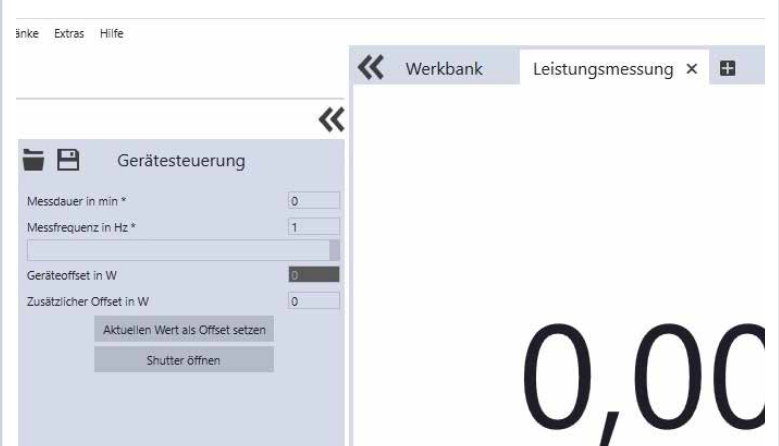 änke Extras Hilfe
Werkbank Leistungsmessung
Gerätesteuerung
Messdauer in min * 0
Messfrequenz in Hz * 1
Geräteoffset in W 0
Zusätzlicher Offset in W 0
Aktuellen Wert als Offset setzen
Shutter öffnen
0,00